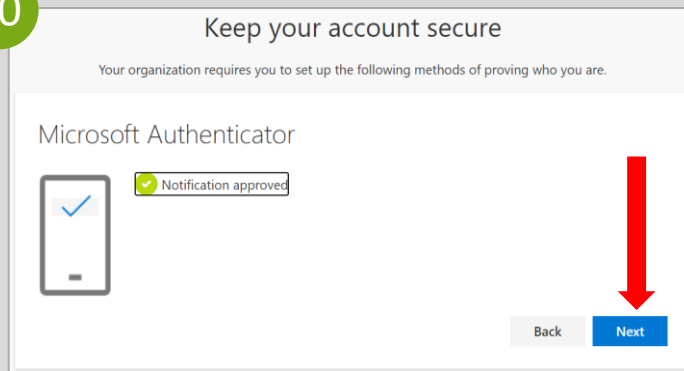 0
Keep your account secure
Your organization requires you to set up the following methods of proving who you are.
Microsoft Authenticator
Notification approved
Back Next